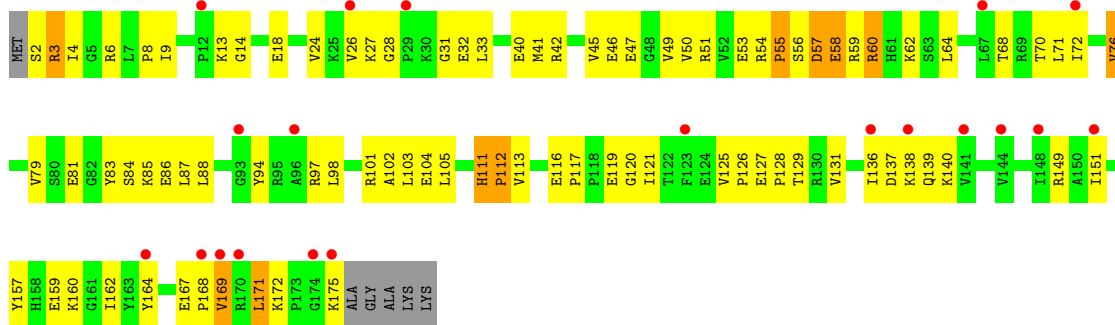 MET S2 R3 I4 G5 R6 L7 P8 I9 P12 K13 G14 E18 V24 K25 V26 K27 G28 P29 K30 G31 E32 L33 E40 M41 R42 V45 E46 E47 G48 V49 V50 R51 V52 E53 R54 P55 S56 D57 E58 R59 R60 H61 K62 S63 L64 L67 T68 R69 T70 L71 I72 V76
V79 S80 E81 G82 Y83 S84 K85 E86 L87 L88 G93 Y94 R95 A96 R97 L98 R101 A102 L103 E104 L105 H111 P112 V113 E116 P117 P118 E119 G120 I121 T122 F123 E124 V125 P126 E127 P128 T129 R130 V131 I136 D137 K138 Q139 K140 V141 V144 I148 R149 A150 I151
Y157 H158 E159 K160 G161 I162 Y163 Y164 E167 P168 V169 R170 L171 K172 P173 G174 K175 ALA GLY ALA LYS LYS